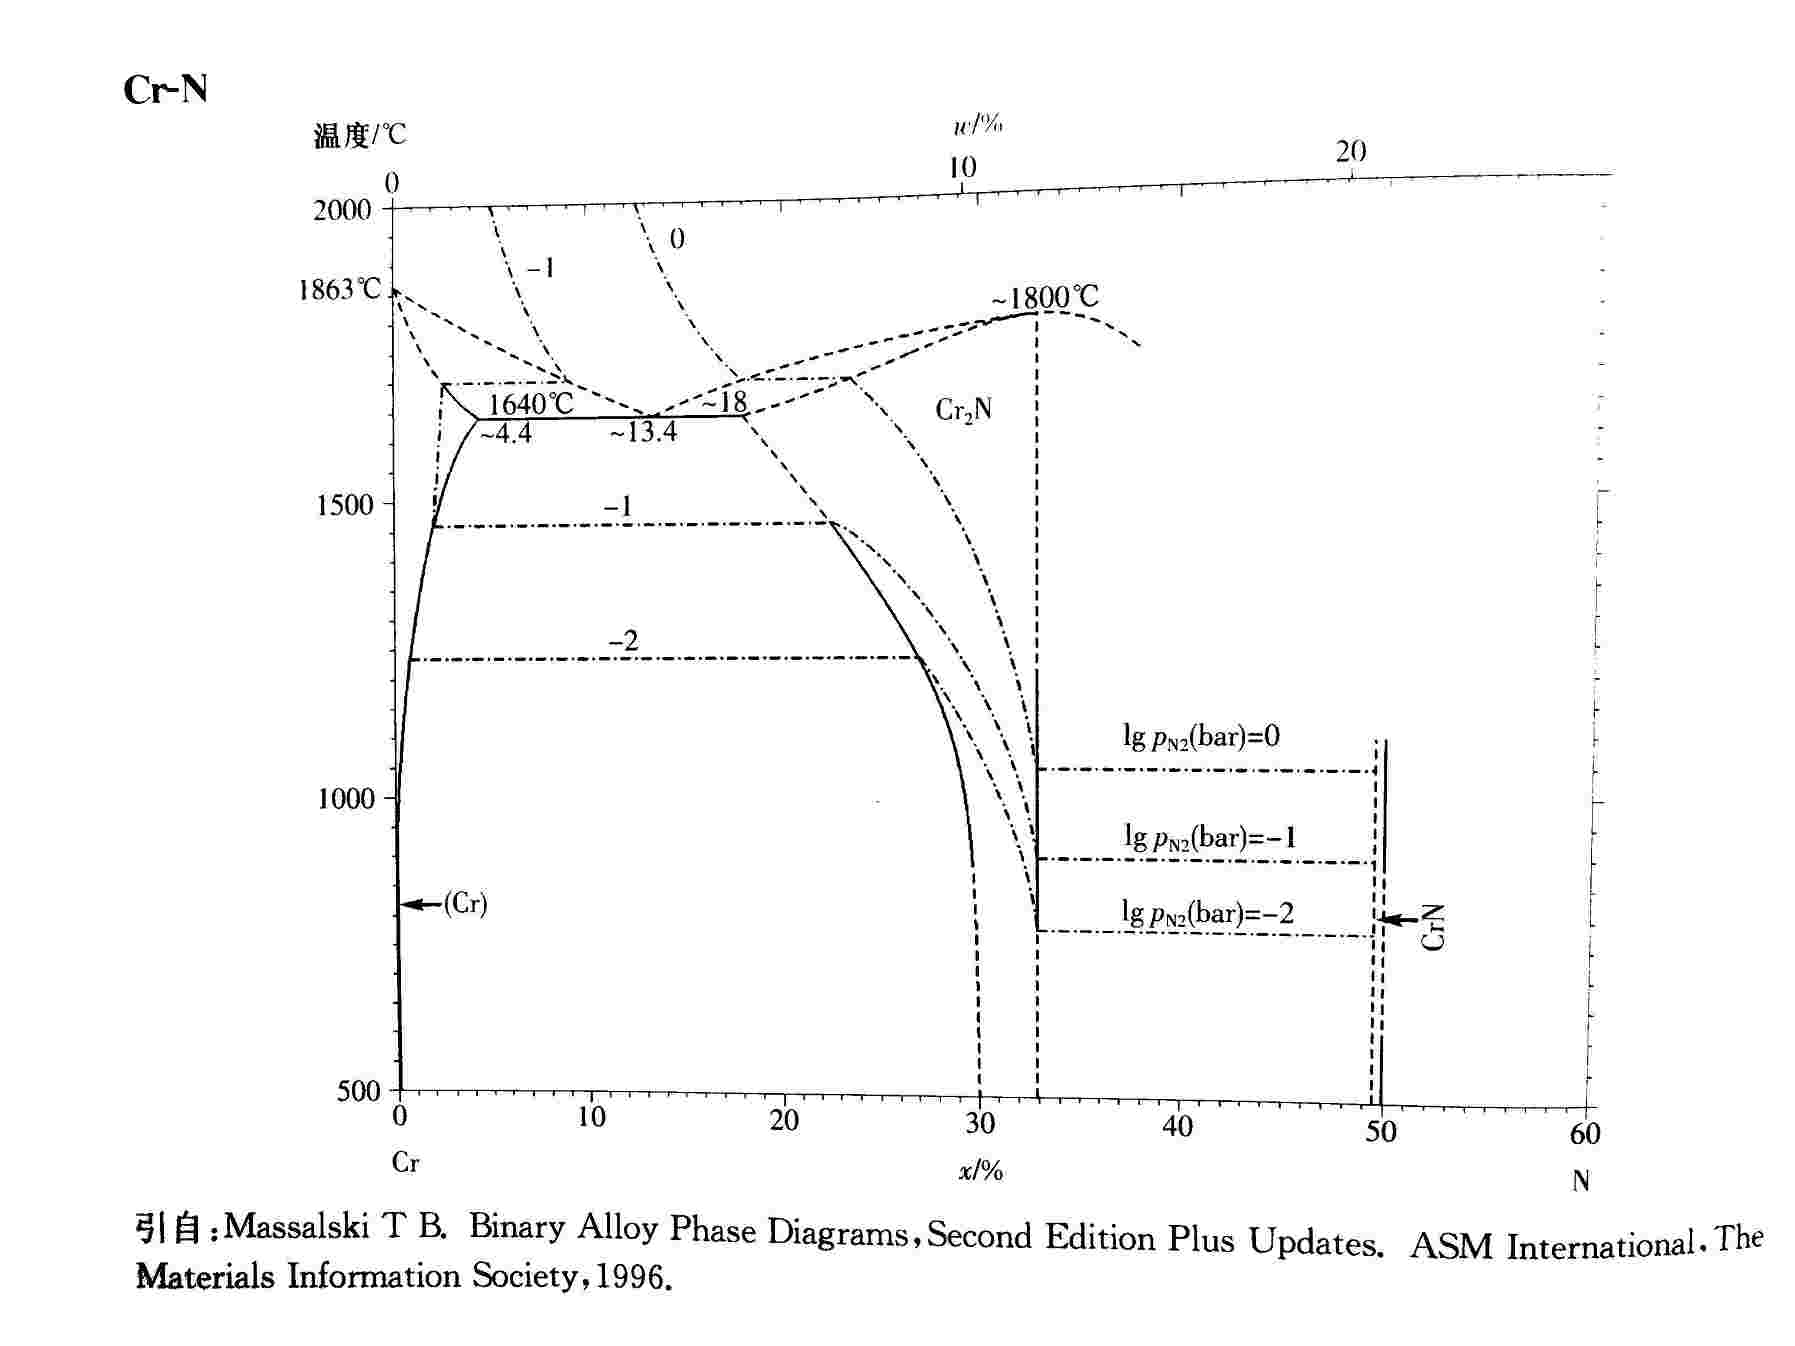 Cr-N
温度/℃
w/%
0 10 20
2000
1863℃
-1
0
~1800℃
1640℃
~18
Cr₂N
~4.4
~13.4
1500
-1
-2
lg pN2(bar)=0
1000
lg pN2(bar)=-1
(Cr)
lg pN2(bar)=-2
CrN
500
0 10 20 30 40 50 60
Cr
x/%
N
引自:Massalski T B. Binary Alloy Phase Diagrams, Second Edition Plus Updates. ASM International. The
Materials Information Society, 1996.